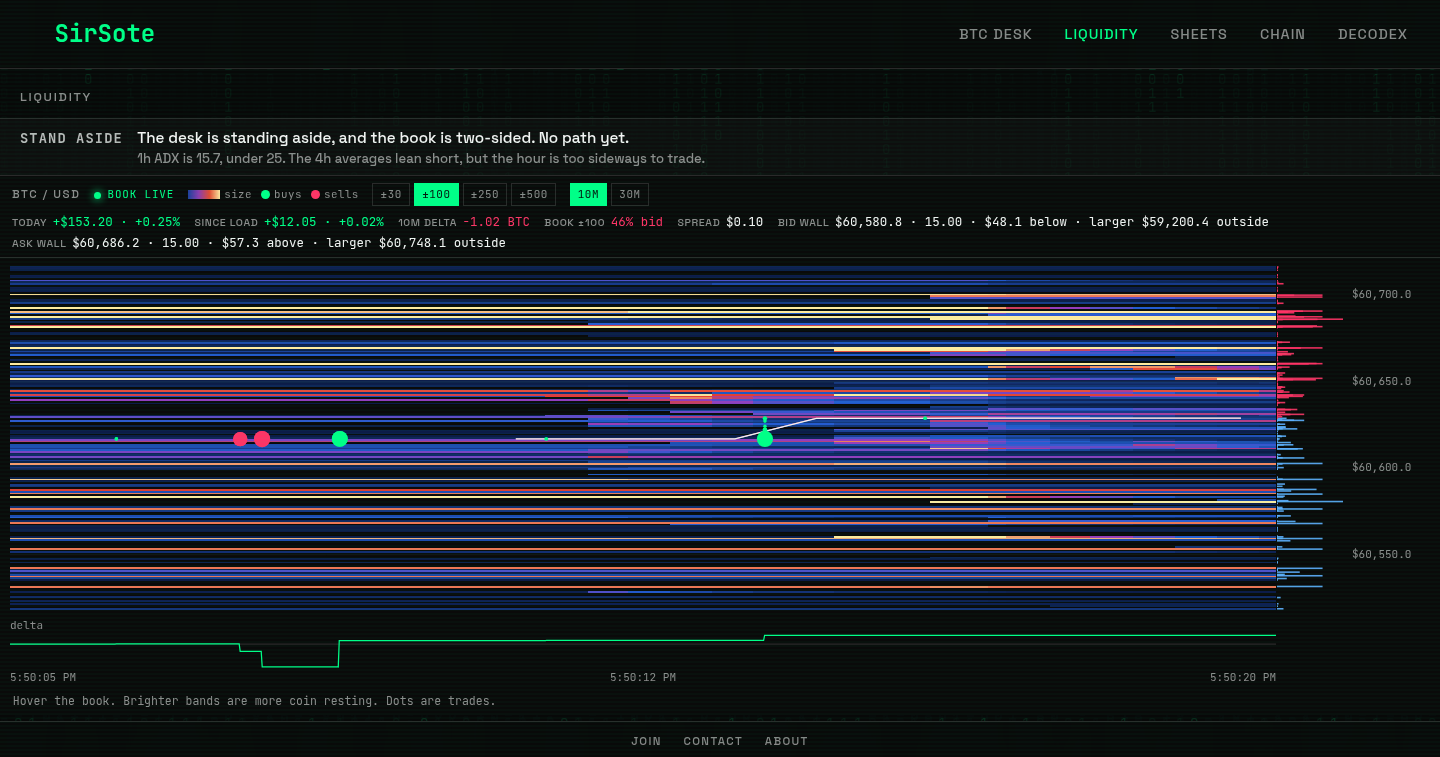 SirSote
BTC DESK LIQUIDITY SHEETS CHAIN DECODEX
LIQUIDITY
STAND ASIDE The desk is standing aside, and the book is two-sided. No path yet.
1h ADX is 15.7, under 25. The 4h averages lean short, but the hour is too sideways to trade.
BTC / USD BOOK LIVE size buys sells ±30 ±100 ±250 ±500 10M 30M
TODAY +$153.20 · +0.25% SINCE LOAD +$12.05 · +0.02% 10M DELTA -1.02 BTC BOOK ±100 46% bid SPREAD $0.10 BID WALL $60,580.8 · 15.00 · $48.1 below · larger $59,200.4 outside
ASK WALL $60,686.2 · 15.00 · $57.3 above · larger $60,748.1 outside
$60,700.0
$60,650.0
$60,600.0
$60,550.0
delta
5:50:05 PM 5:50:12 PM 5:50:20 PM
Hover the book. Brighter bands are more coin resting. Dots are trades.
JOIN CONTACT ABOUT